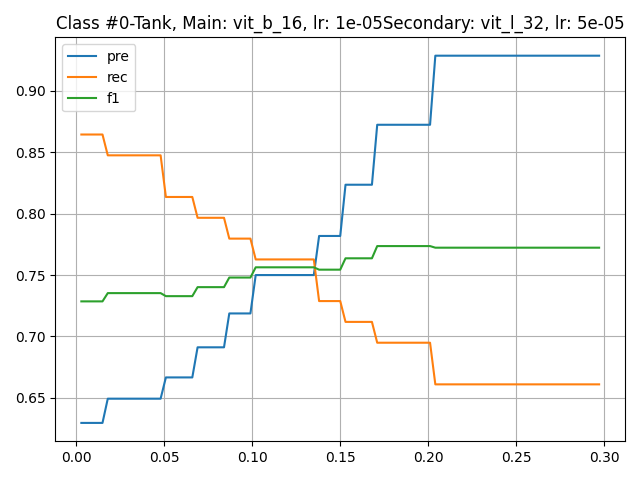 Class #0-Tank, Main: vit_b_16, lr: 1e-05Secondary: vit_l_32, lr: 5e-05
pre
rec
f1
0.90
0.85
0.80
0.75
0.70
0.65
0.00 0.05 0.10 0.15 0.20 0.25 0.30